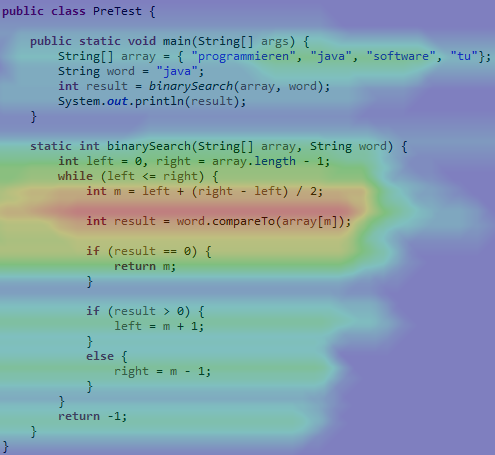 public class PreTest {
public static void main(String[] args) {
String[] array = { "programmieren", "java", "software", "tu"};
String word = "java";
int result = binarySearch(array, word);
System.out.println(result);
}
static int binarySearch(String[] array, String word) {
int left = 0, right = array.length - 1;
while (left <= right) {
int m = left + (right - left) / 2;
int result = word.compareTo(array[m]);
if (result == 0) {
return m;
}
if (result > 0) {
left = m + 1;
}
else {
right = m - 1;
}
}
return -1;
}
}